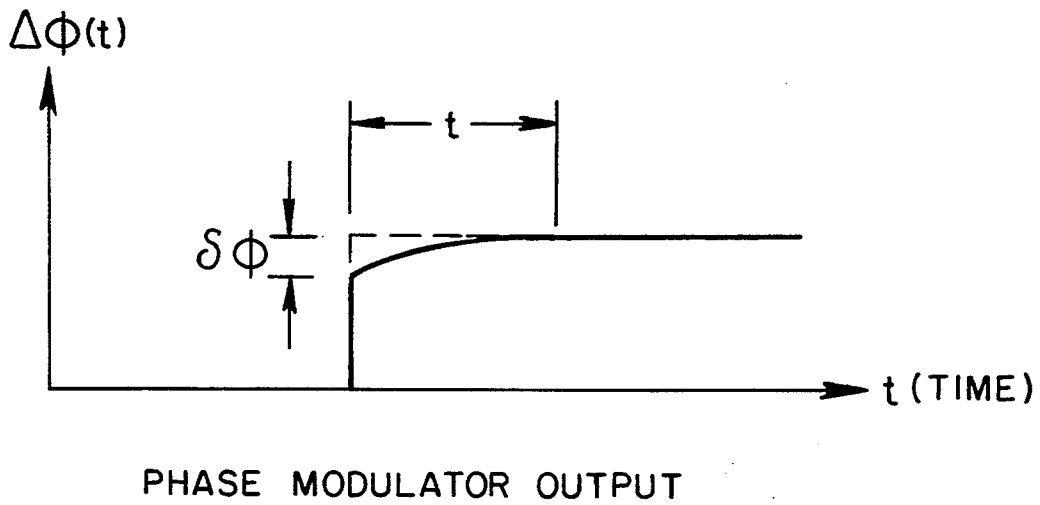 Δϕ(t)
t
δϕ
t (TIME)
PHASE MODULATOR OUTPUT